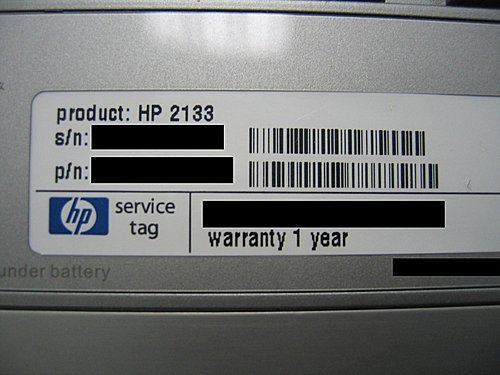 product: HP 2133
s/n:
p/n:
hp service
tag
warranty 1 year
under battery